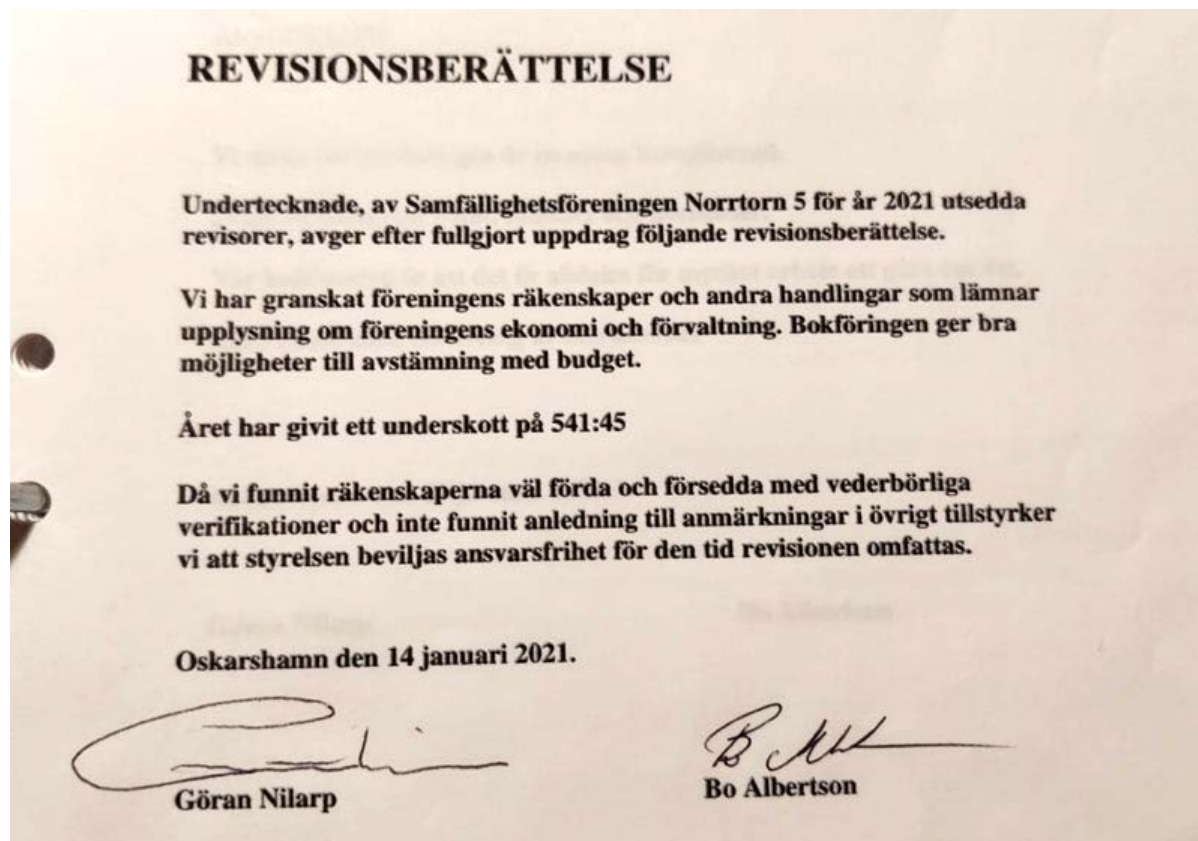 REVISIONSBERÄTTELSE
Undertecknade, av Samfällighetsföreningen Norrtorn 5 för år 2021 utsedda
revisorer, avger efter fullgjort uppdrag följande revisionsberättelse.
Vi har granskat föreningens räkenskaper och andra handlingar som lämnar
upplysning om föreningens ekonomi och förvaltning. Bokföringen ger bra
möjligheter till avstämning med budget.
Året har givit ett underskott på 541:45
Då vi funnit räkenskaperna väl förda och försedda med vederbörliga
verifikationer och inte funnit anledning till anmärkningar i övrigt tillstyrker
vi att styrelsen beviljas ansvarsfrihet för den tid revisionen omfattas.
Oskarshamn den 14 januari 2021.
Göran Nilarp
Bo Albertson